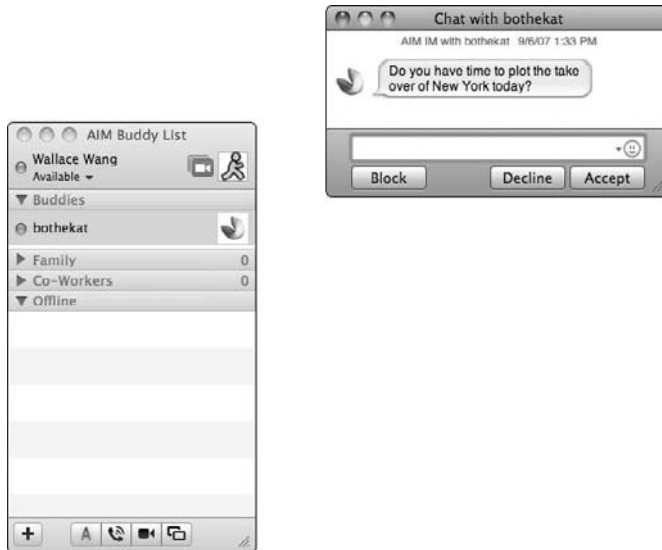 AIM Buddy List
Wallace Wang
Available
Buddies
bothekat
Family 0
Co-Workers 0
Offline
A
Chat with bothekat
AIM IM with bothekat 9/6/07 1:33 PM
Do you have time to plot the take
over of New York today?
Block Decline Accept